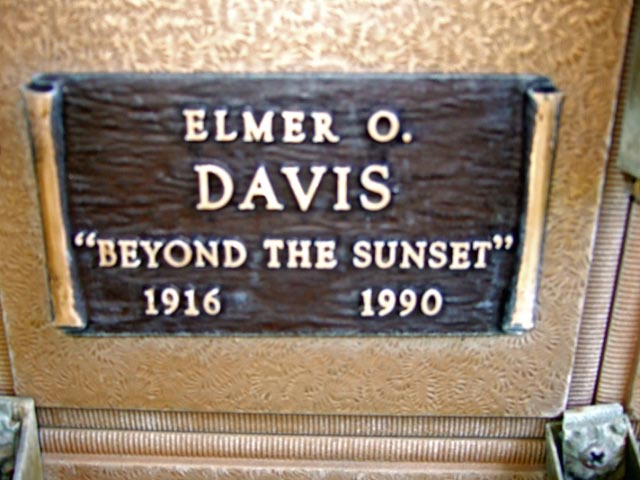 ELMER O.
DAVIS
"BEYOND THE SUNSET"
1916 1990